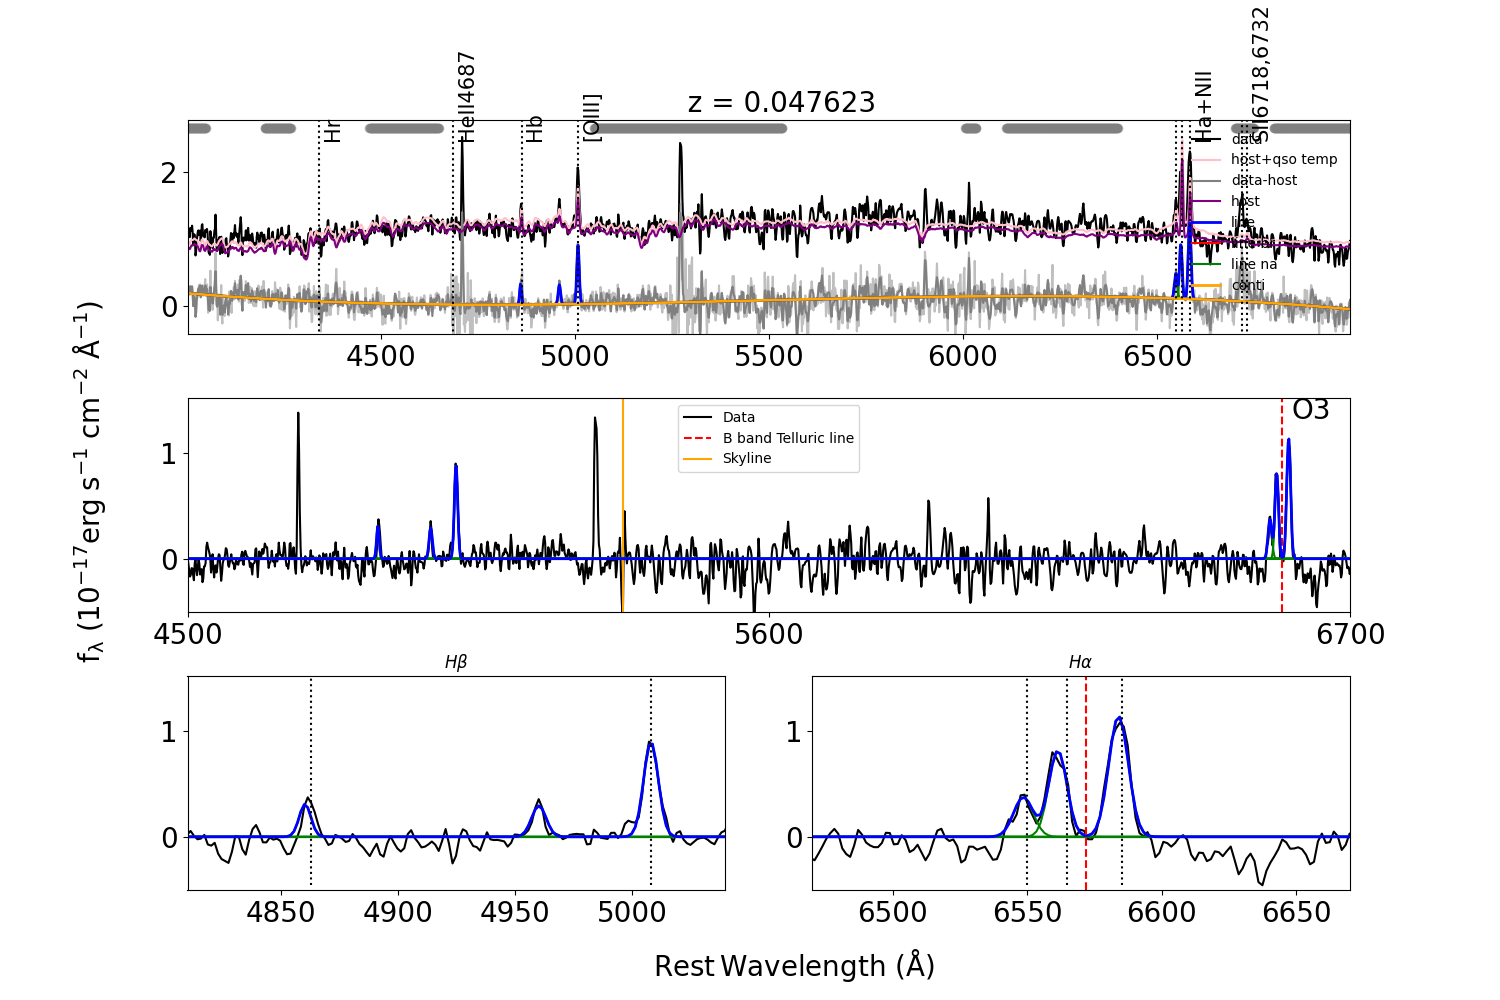 z = 0.047623
Hr
HeII4687
Hb
[OIII]
Ha+NII
SII6718,6732
data
host+qso temp
data-host
host
line
line na
conti
2
0
4500
5000
5500
6000
6500
f_λ (10⁻¹⁷erg s⁻¹ cm⁻² Å⁻¹)
O3
Data
B band Telluric line
Skyline
1
0
4500
5600
6700
Hβ
1
0
4850
4900
4950
5000
Hα
1
0
6500
6550
6600
6650
Rest Wavelength (Å)